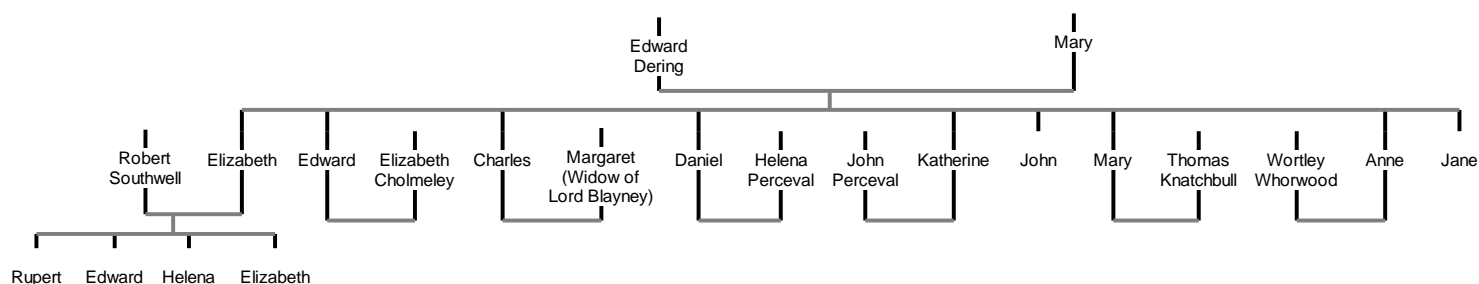 Edward
Dering
Mary
Robert
Southwell
Elizabeth
Edward
Elizabeth
Cholmeley
Charles
Margaret
(Widow of
Lord Blayney)
Daniel
Helena
Perceval
John
Perceval
Katherine
John
Mary
Thomas
Knatchbull
Wortley
Whorwood
Anne
Jane
Rupert
Edward
Helena
Elizabeth